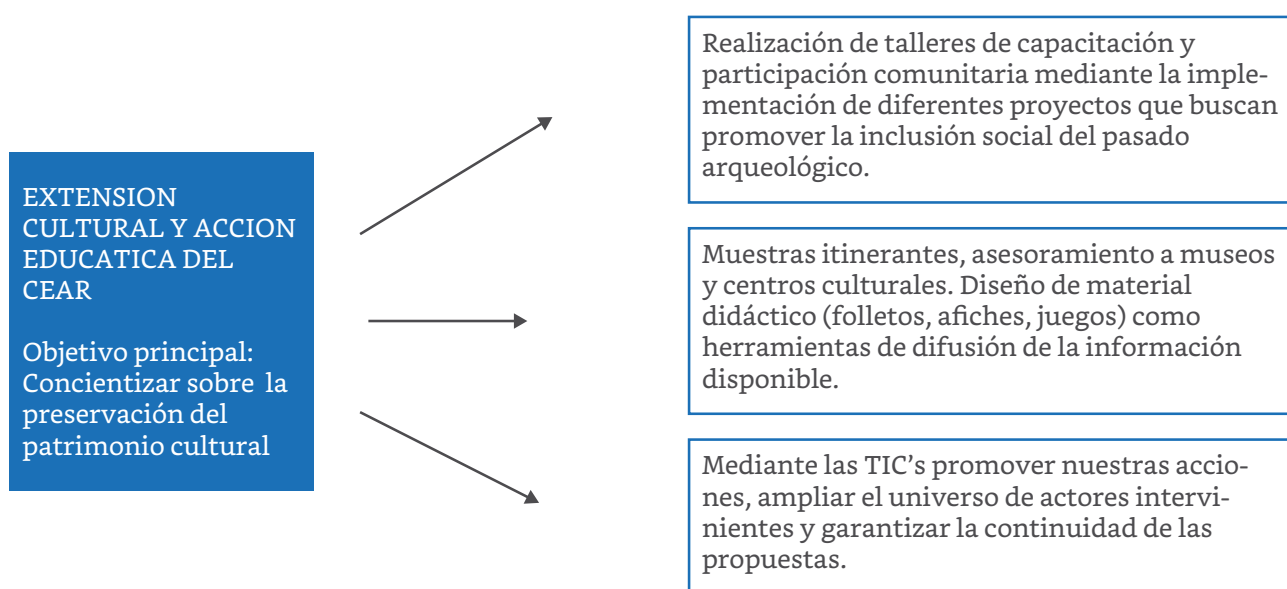 EXTENSION
CULTURAL Y ACCION
EDUCATICA DEL
CEAR
Objetivo principal:
Concientizar sobre la
preservación del
patrimonio cultural
Realización de talleres de capacitación y
participación comunitaria mediante la imple-
mentación de diferentes proyectos que buscan
promover la inclusión social del pasado
arqueológico.
Muestras itinerantes, asesoramiento a museos
y centros culturales. Diseño de material
didáctico (folletos, afiches, juegos) como
herramientas de difusión de la información
disponible.
Mediante las TIC’s promover nuestras accio-
nes, ampliar el universo de actores intervi-
nientes y garantizar la continuidad de las
propuestas.